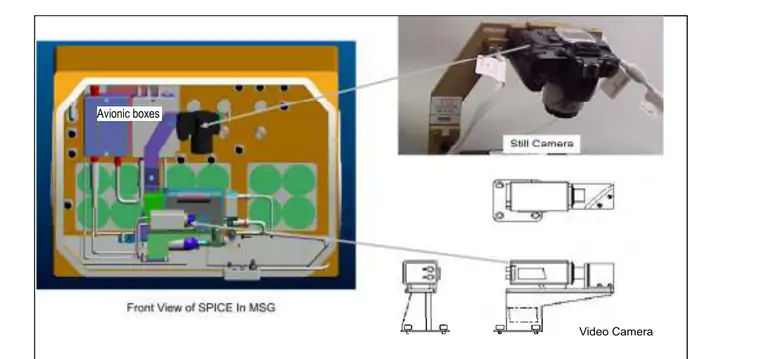 Avionic boxes
Still Camera
Front View of SPICE In MSG
Video Camera